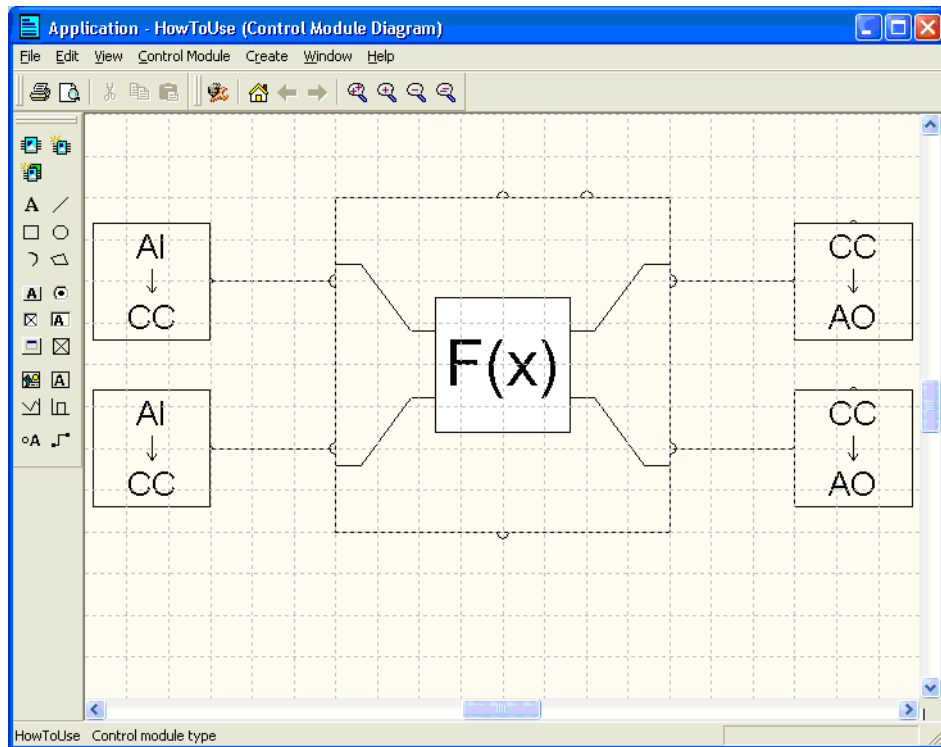 Application - HowToUse (Control Module Diagram)
File Edit View Control Module Create Window Help
AI
CC
AI
CC
F(x)
CC
AO
CC
AO
HowToUse Control module type